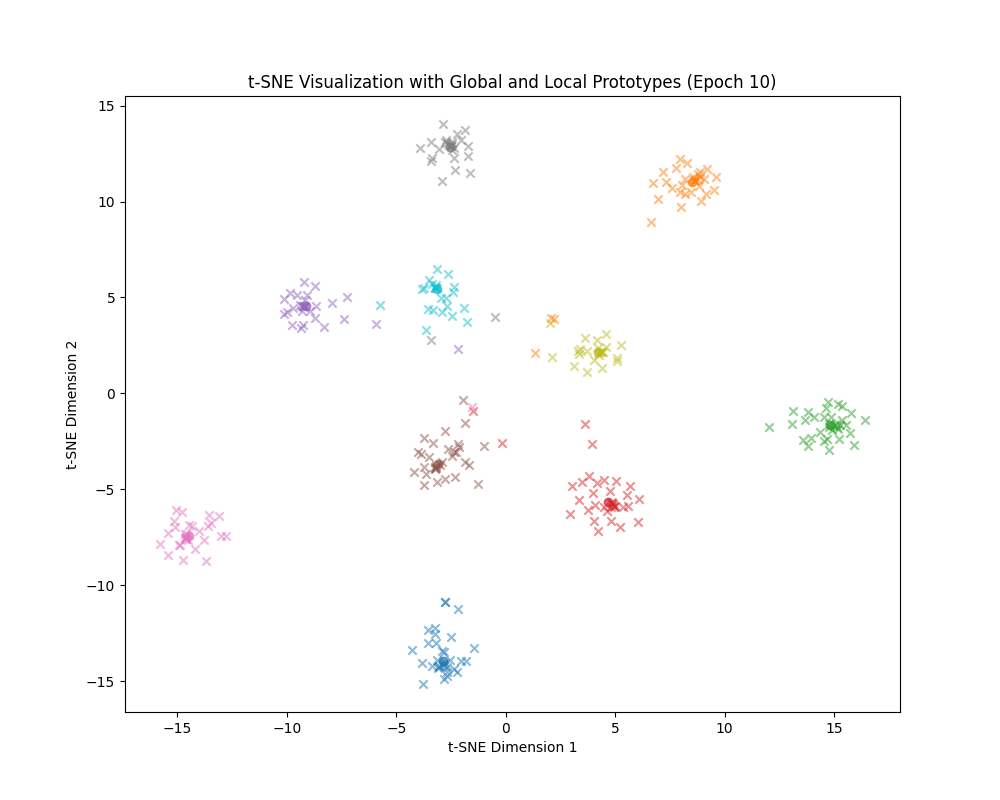 t-SNE Visualization with Global and Local Prototypes (Epoch 10)
15
10
5
0
−5
−10
−15
t-SNE Dimension 2
−15 −10 −5 0 5 10 15
t-SNE Dimension 1